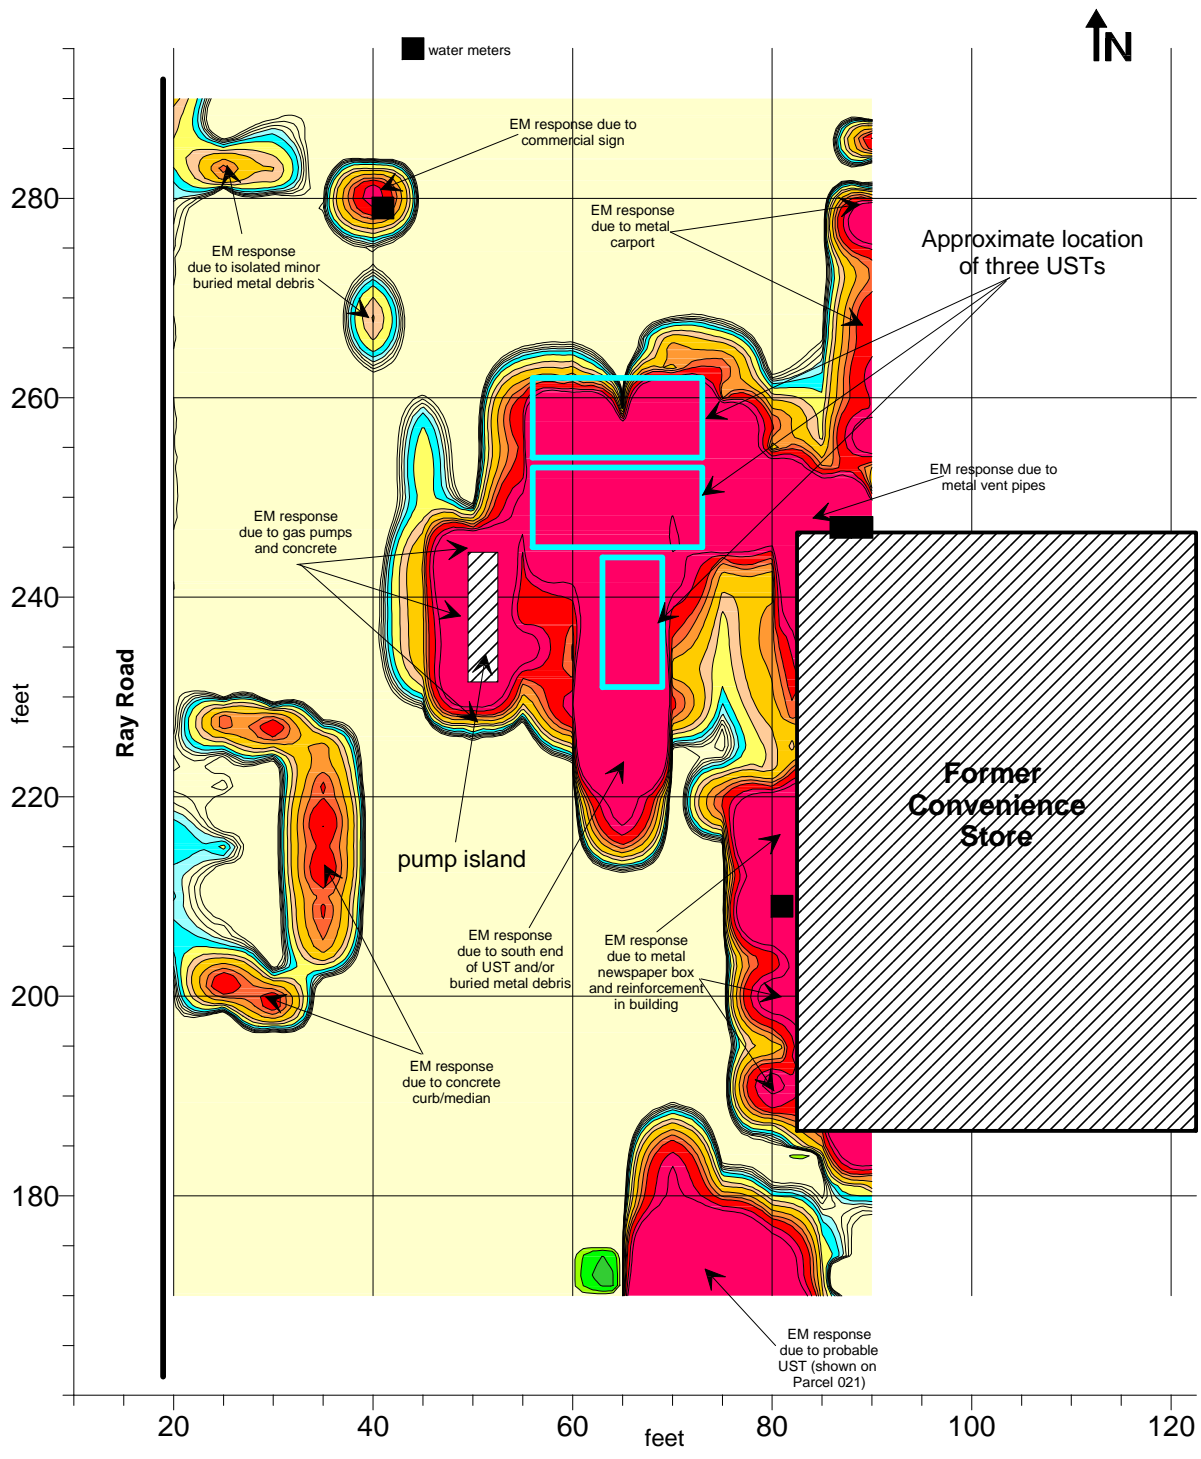 N
water meters
EM response due to
commercial sign
280
EM response
due to metal
carport
Approximate location
of three USTs
EM response
due to isolated minor
buried metal debris
260
EM response due to
metal vent pipes
EM response
due to gas pumps
and concrete
240
feet
Ray Road
220
Former
Convenience
Store
pump island
EM response
due to south end
of UST and/or
buried metal debris
EM response
due to metal
newspaper box
and reinforcement
in building
200
EM response
due to concrete
curb/median
180
EM response
due to probable
UST (shown on
Parcel 021)
20
40
60
80
100
120
feet